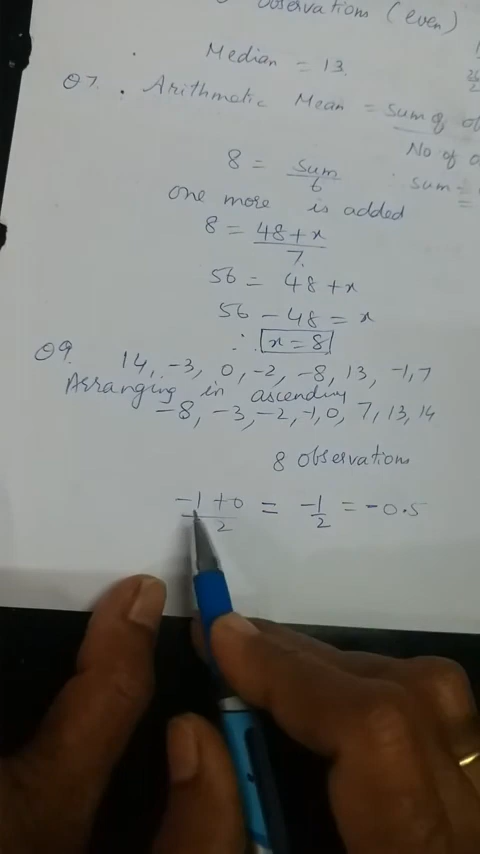 Observations (even)
Median = 13.
Q7. Arithmatic Mean = Sum of
No of
8 = Sum/6
sum =
one more is added
8 = 48+x/7
56 = 48+x
56 - 48 = x
∴ x = 8
Q9. 14, -3, 0, -2, -8, 13, -1, 7
Arranging in ascending
-8, -3, -2, -1, 0, 7, 13, 14
8 observations
-1+0/2 = -1/2 = -0.5